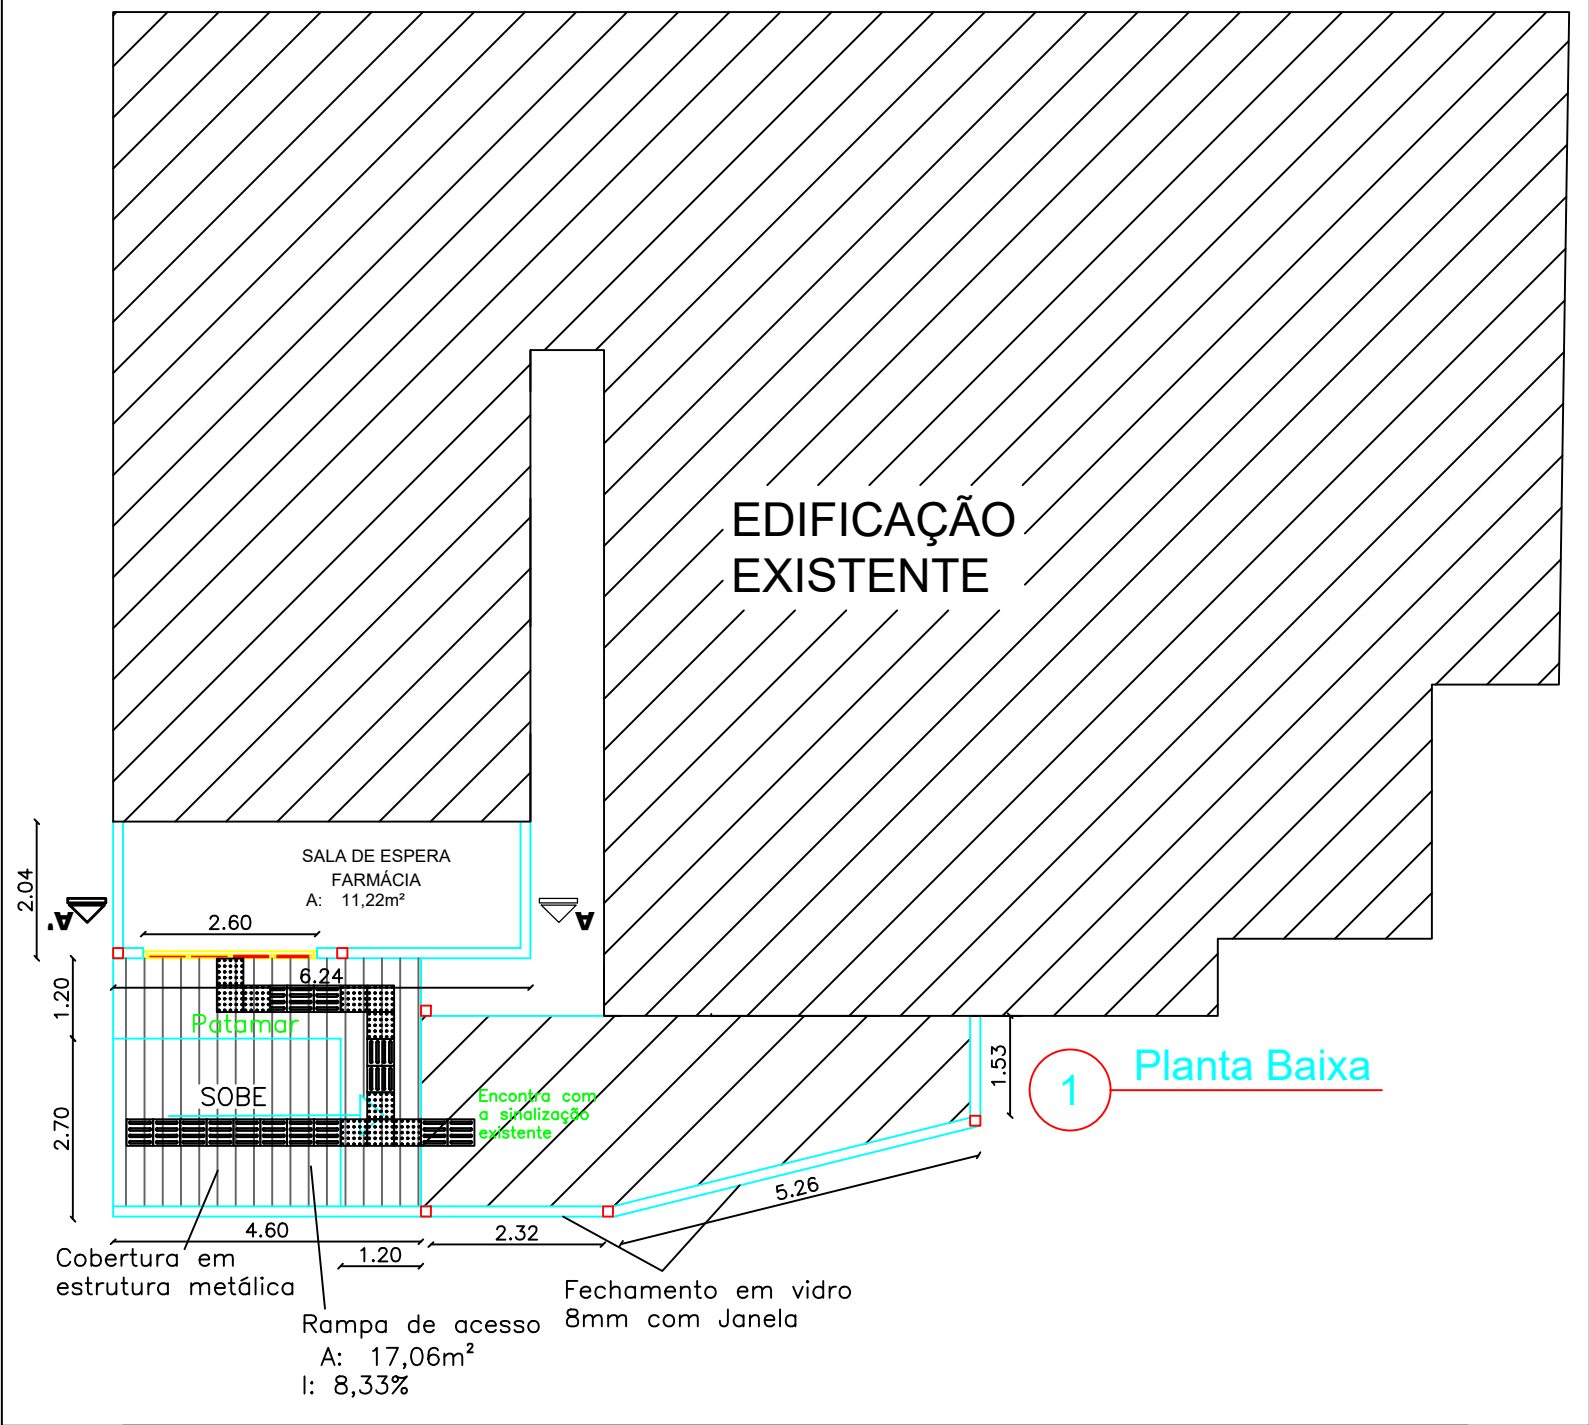 EDIFICAÇÃO
EXISTENTE
SALA DE ESPERA
FARMÁCIA
A: 11,22m²
2.04
A'
A
2.60
6.24
1.20
Patamar
SOBE
2.70
Encontra com
a sinalização
existente
1.53
1
Planta Baixa
5.26
4.60
2.32
1.20
Cobertura em
estrutura metálica
Fechamento em vidro
8mm com Janela
Rampa de acesso
A: 17,06m²
I: 8,33%